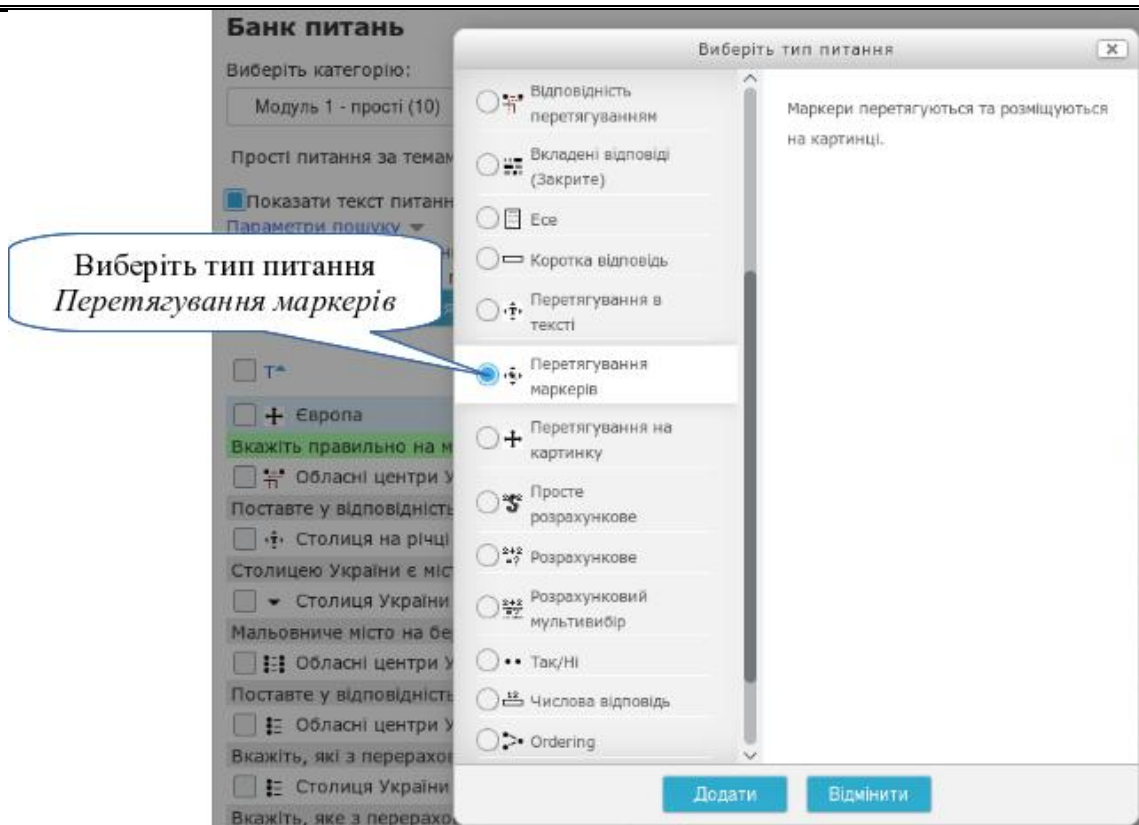 Банк питань
Виберіть категорію:
Модуль 1 - прості (10)
Прості питання за темам
Показати текст питанн
Параметри пошуку
Виберіть тип питання
Перетягування маркерів
Т
Європа
Вкажіть правильно на м
Обласні центри У
Поставте у відповідність
Столиця на річці
Столицею України є міс
Столиця України
Мальовниче місто на бе
Обласні центри У
Поставте у відповідність
Обласні центри У
Вкажіть, які з перерахов
Столиця України
Вкажіть, яке з перерахо
Виберіть тип питання
Відповідність
перетягуванням
Вкладені відповіді
(Закрите)
Есе
Коротка відповідь
Перетягування в
тексті
Перетягування
маркерів
Перетягування на
картинку
Просте
розрахункове
Розрахункове
Розрахунковий
мультивибір
Так/Ні
Числова відповідь
Ordering
Маркери перетягуються та розміщуються
на картинці.
Додати
Відмінити